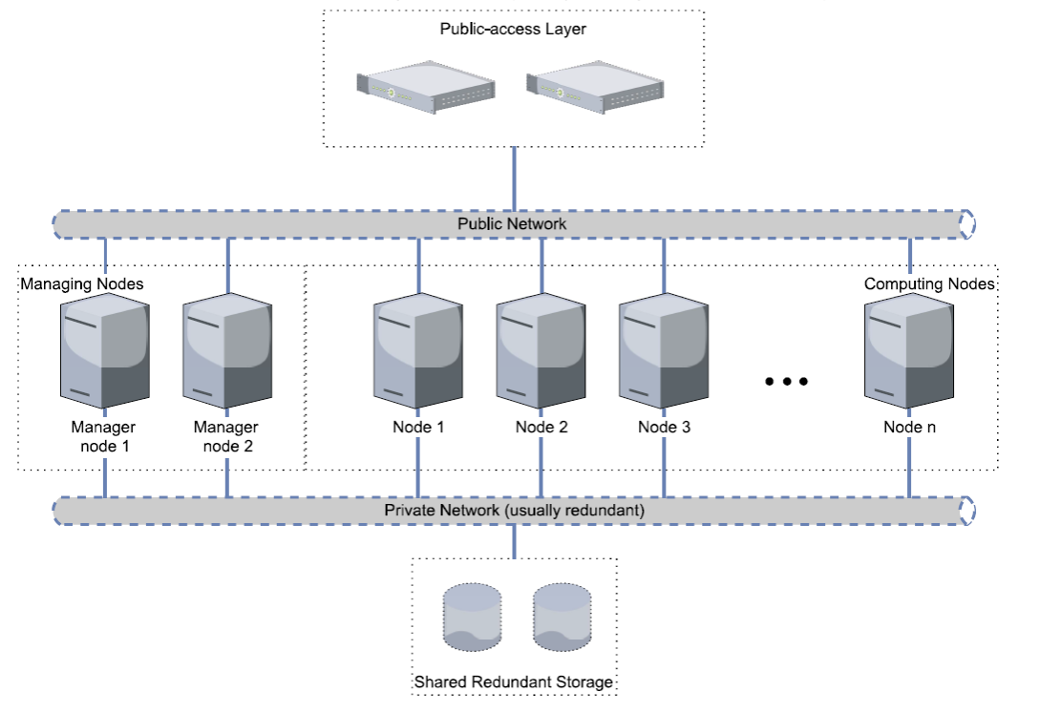 Public-access Layer
Public Network
Managing Nodes
Computing Nodes
Manager
node 1
Manager
node 2
Node 1
Node 2
Node 3
Node n
Private Network (usually redundant)
Shared Redundant Storage